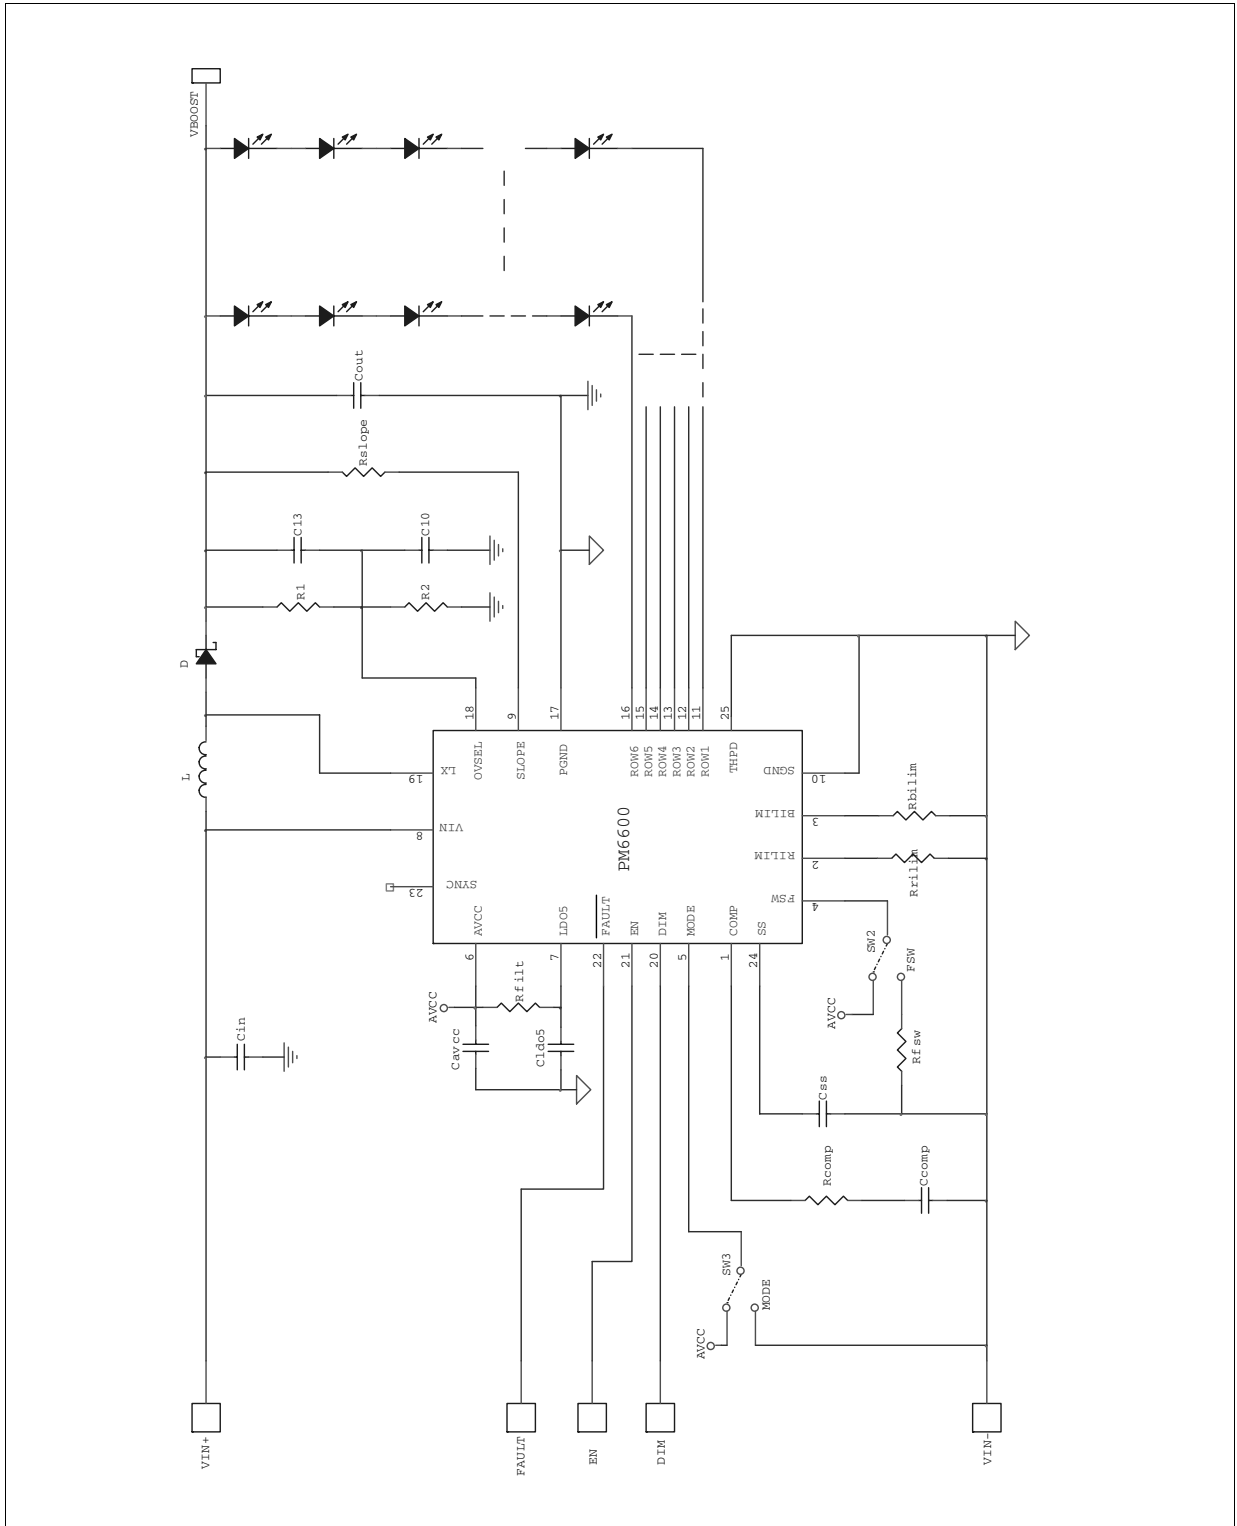 VBOOST
Cout
Rslope
C13
C10
R1
R2
D
L
18
9
17
16
15
14
13
12
11
25
19
LX
OVSEL
SLOPE
PGND
ROW6
ROW5
ROW4
ROW3
ROW2
ROW1
THPD
SGND
10
8
VIN
PM6600
BILIM
3
Rbilim
RILIM
2
Rrilim
23
SYNC
FSW
4
AVCC
LDO5
FAULT
EN
DIM
MODE
COMP
SS
6
7
22
21
20
5
1
24
SW2
FSW
AVCC
Rfilt
AVCC
Cin
Cavcc
Cldo5
Rfsw
Css
Rcomp
Ccomp
SW3
MODE
AVCC
VIN+
FAULT
EN
DIM
VIN-